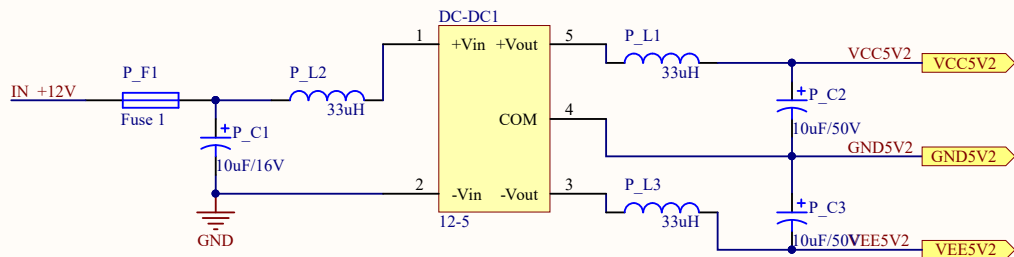 DC-DC1
1
+Vin
+Vout
5
P_L1
33uH
VCC5V2
VCC5V2
IN +12V
P_F1
Fuse 1
P_L2
33uH
P_C1
10uF/16V
COM
4
P_C2
10uF/50V
GND5V2
GND5V2
2
-Vin
-Vout
3
P_L3
33uH
12-5
GND
P_C3
10uF/50V
VEE5V2
VEE5V2